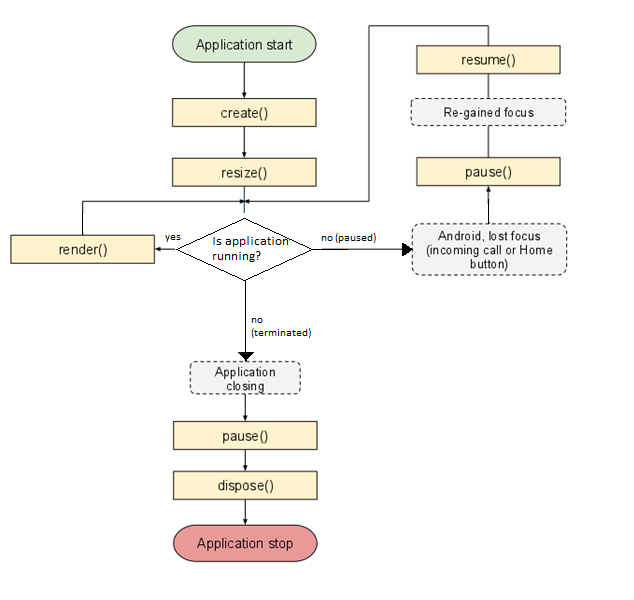 Application start
resume()
create()
Re-gained focus
resize()
pause()
yes
Is application
running?
no (paused)
render()
Android, lost focus
(incoming call or Home
button)
no
(terminated)
Application
closing
pause()
dispose()
Application stop